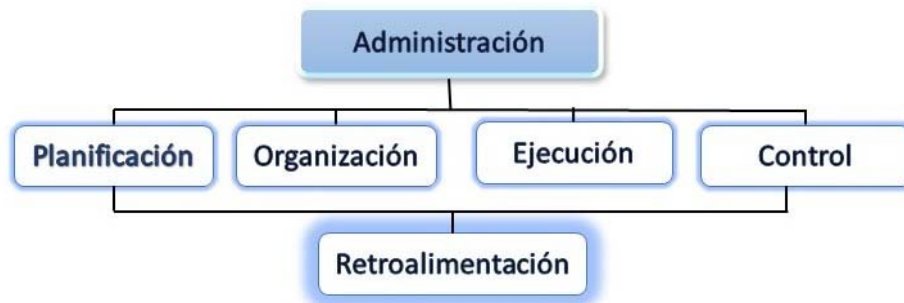 Administración
Planificación
Organización
Ejecución
Control
Retroalimentación